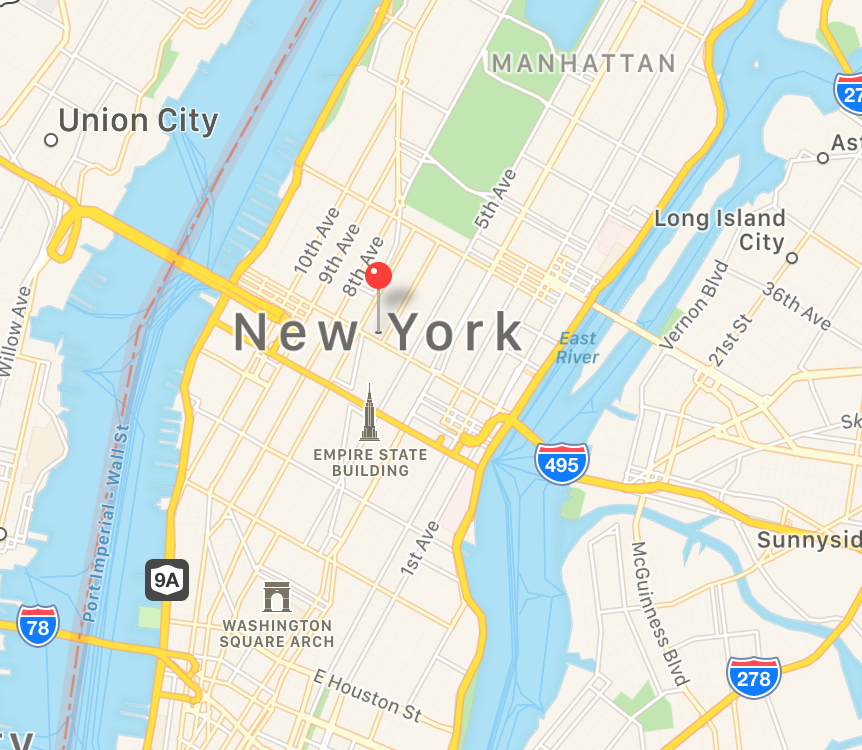 MANHATTAN
27
Union City
Ast
5th Ave
Long Island
City
10th Ave
9th Ave
8th Ave
Vernon Blvd
36th Ave
Willow Ave
New York
East
River
21st St
EMPIRE STATE
BUILDING
Sk
495
Port Imperial - Wall St
1st Ave
Sunnysid
9A
McGuinness Blvd
WASHINGTON
SQUARE ARCH
78
278
E Houston St
ty